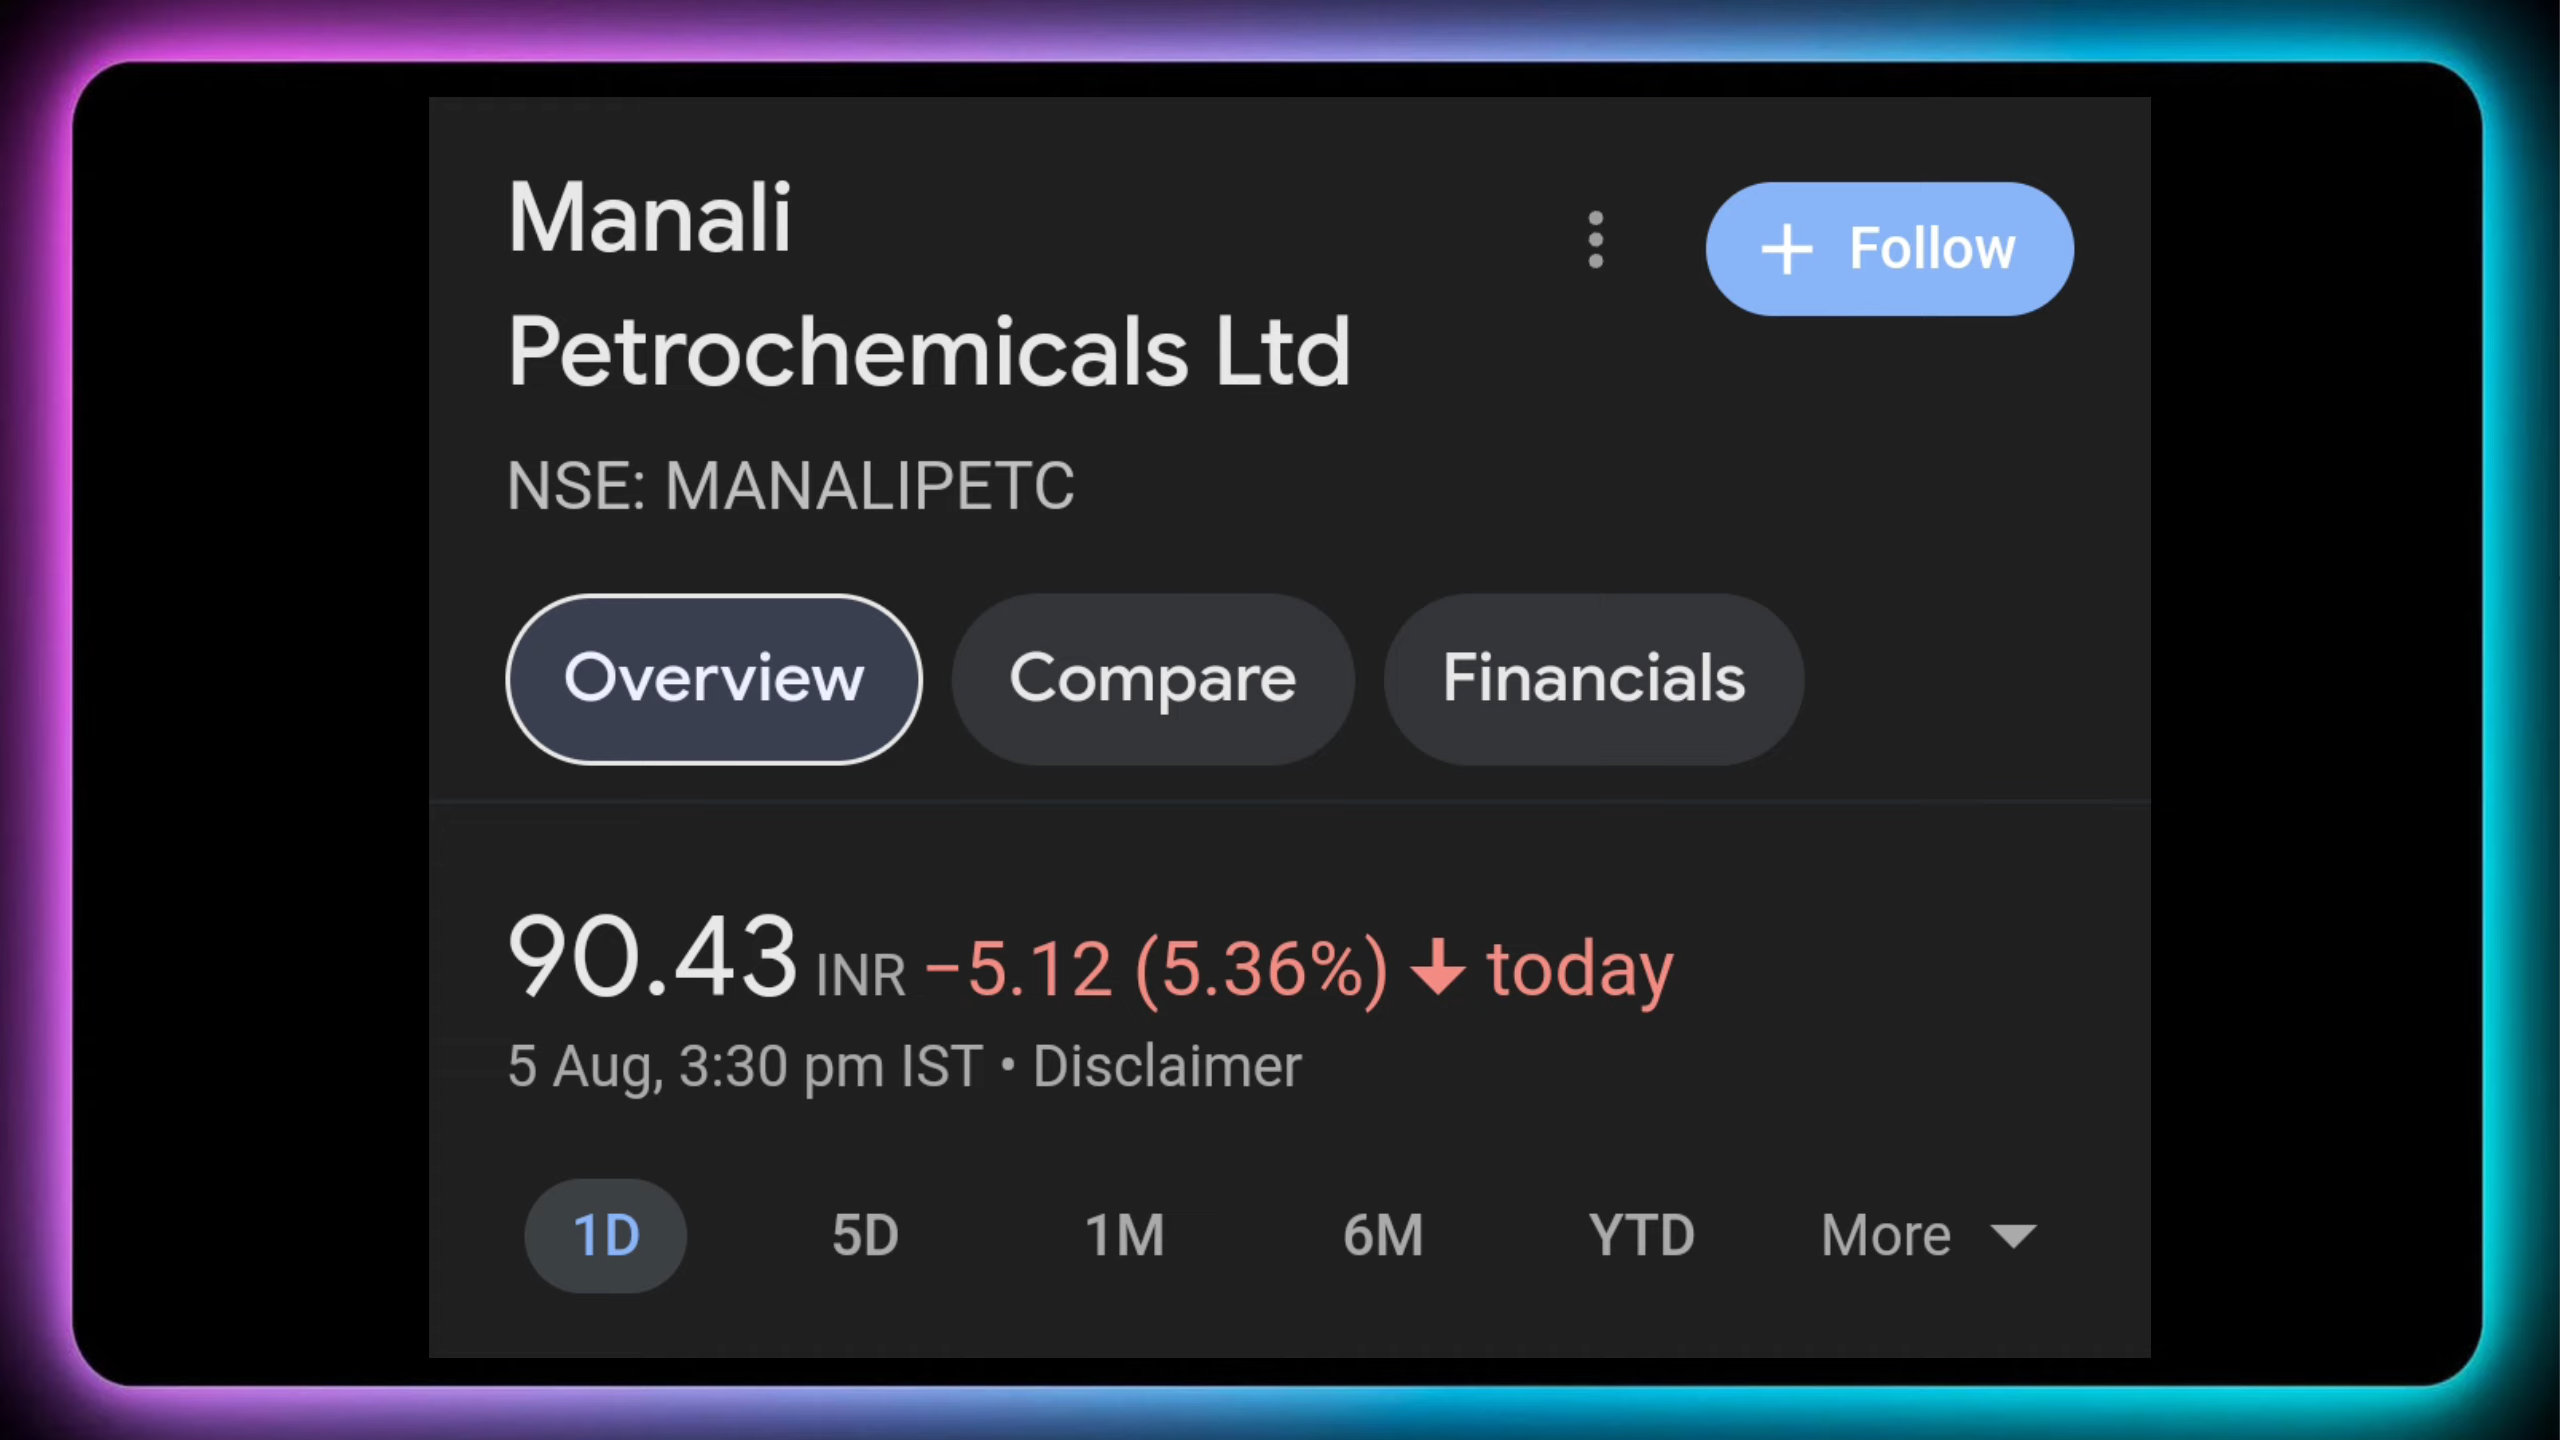 Manali
Petrochemicals Ltd
+ Follow
NSE: MANALIPETC
Overview Compare Financials
90.43 INR −5.12 (5.36%) ↓ today
5 Aug, 3:30 pm IST • Disclaimer
1D 5D 1M 6M YTD More